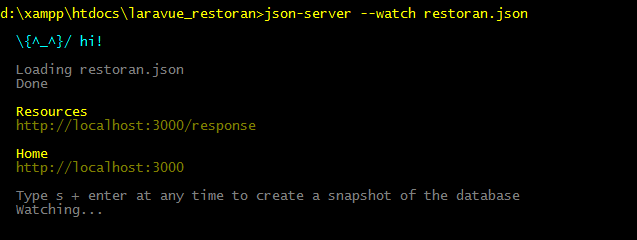 d:\xampp\htdocs\laravue_restoran>json-server --watch restoran.json
\{^_^}/ hi!
Loading restoran.json
Done
Resources
http://localhost:3000/response
Home
http://localhost:3000
Type s + enter at any time to create a snapshot of the database
Watching...